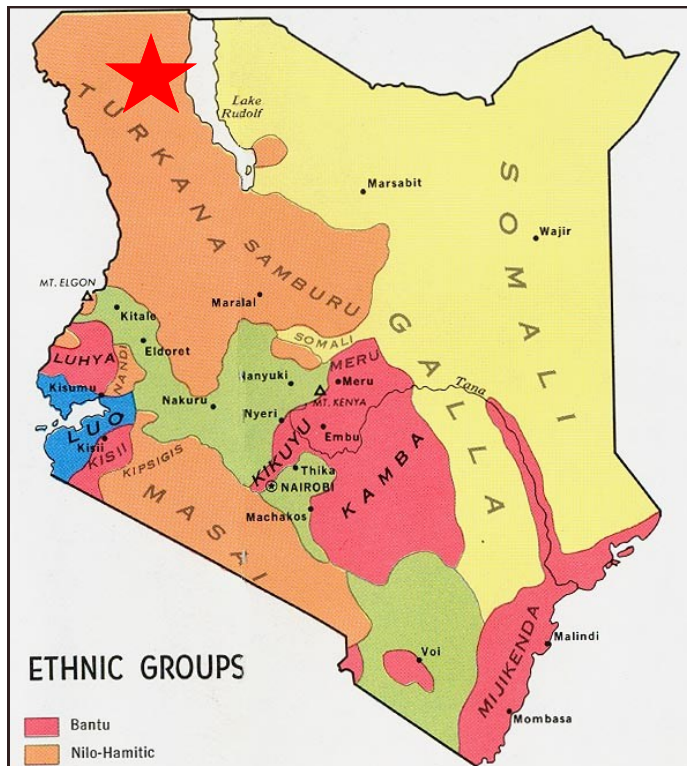 TURKANA
Lake
Rudolf
Marsabit
SOMALI
Wajir
SAMBURU
MT. ELGON
Maralal
Kitale
GALLA
SOMALI
Eldoret
LUHYA
NANDI
MERU
Kisumu
Nanyuki
Meru
Tana
MT. KENYA
Nakuru
Nyeri
LUO
Embu
Kisii
KISII
KIKUYU
KIPSIGIS
Thika
KAMBA
NAIROBI
MASAI
Machakos
Voi
MIJIKENDA
Malindi
Mombasa
ETHNIC GROUPS
Bantu
Nilo-Hamitic